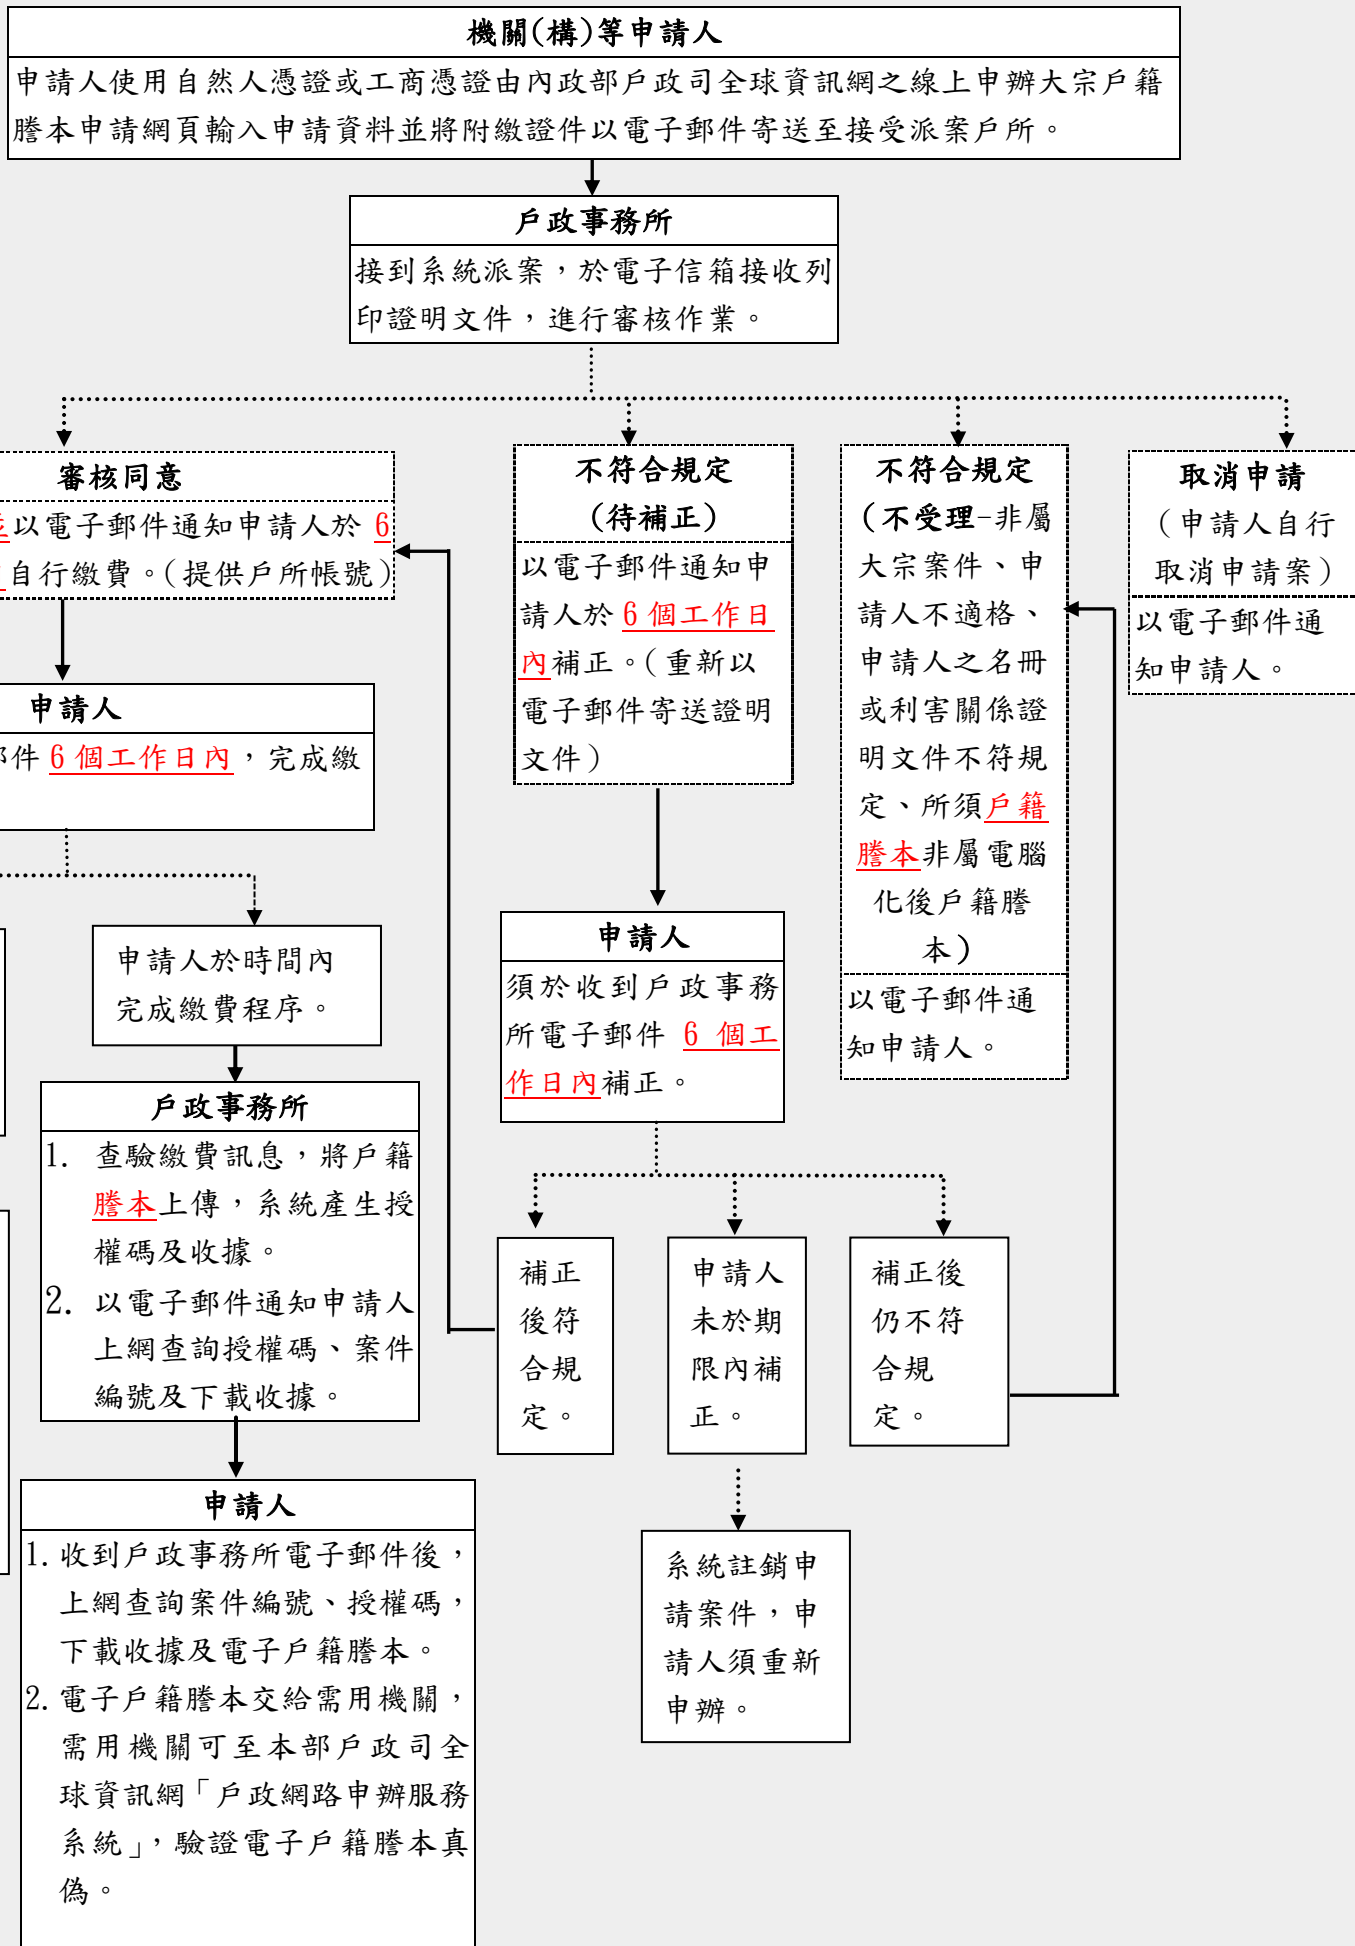 機關(構)等申請人
申請人使用自然人憑證或工商憑證由內政部戶政司全球資訊網之線上申辦大宗戶籍
謄本申請網頁輸入申請資料並將附繳證件以電子郵件寄送至接受派案戶所。
戶政事務所
接到系統派案，於電子信箱接收列
印證明文件，進行審核作業。
審核同意
以電子郵件通知申請人於 6
自行繳費。（提供戶所帳號）
申請人
件 6 個工作日內，完成繳
申請人於時間內
完成繳費程序。
戶政事務所
1. 查驗繳費訊息，將戶籍
謄本上傳，系統產生授
權碼及收據。
2. 以電子郵件通知申請人
上網查詢授權碼、案件
編號及下載收據。
申請人
1. 收到戶政事務所電子郵件後，
上網查詢案件編號、授權碼，
下載收據及電子戶籍謄本。
2. 電子戶籍謄本交給需用機關，
需用機關可至本部戶政司全
球資訊網「戶政網路申辦服務
系統」，驗證電子戶籍謄本真
偽。
不符合規定
（待補正）
以電子郵件通知申
請人於 6 個工作日
內補正。（重新以
電子郵件寄送證明
文件）
申請人
須於收到戶政事務
所電子郵件 6 個工
作日內補正。
補正
後符
合規
定。
申請人
未於期
限內補
正。
系統註銷申
請案件，申
請人須重新
申辦。
補正後
仍不符
合規
定。
不符合規定
（不受理-非屬
大宗案件、申
請人不適格、
申請人之名冊
或利害關係證
明文件不符規
定、所須戶籍
謄本非屬電腦
化後戶籍謄
本）
以電子郵件通
知申請人。
取消申請
（申請人自行
取消申請案）
以電子郵件通
知申請人。